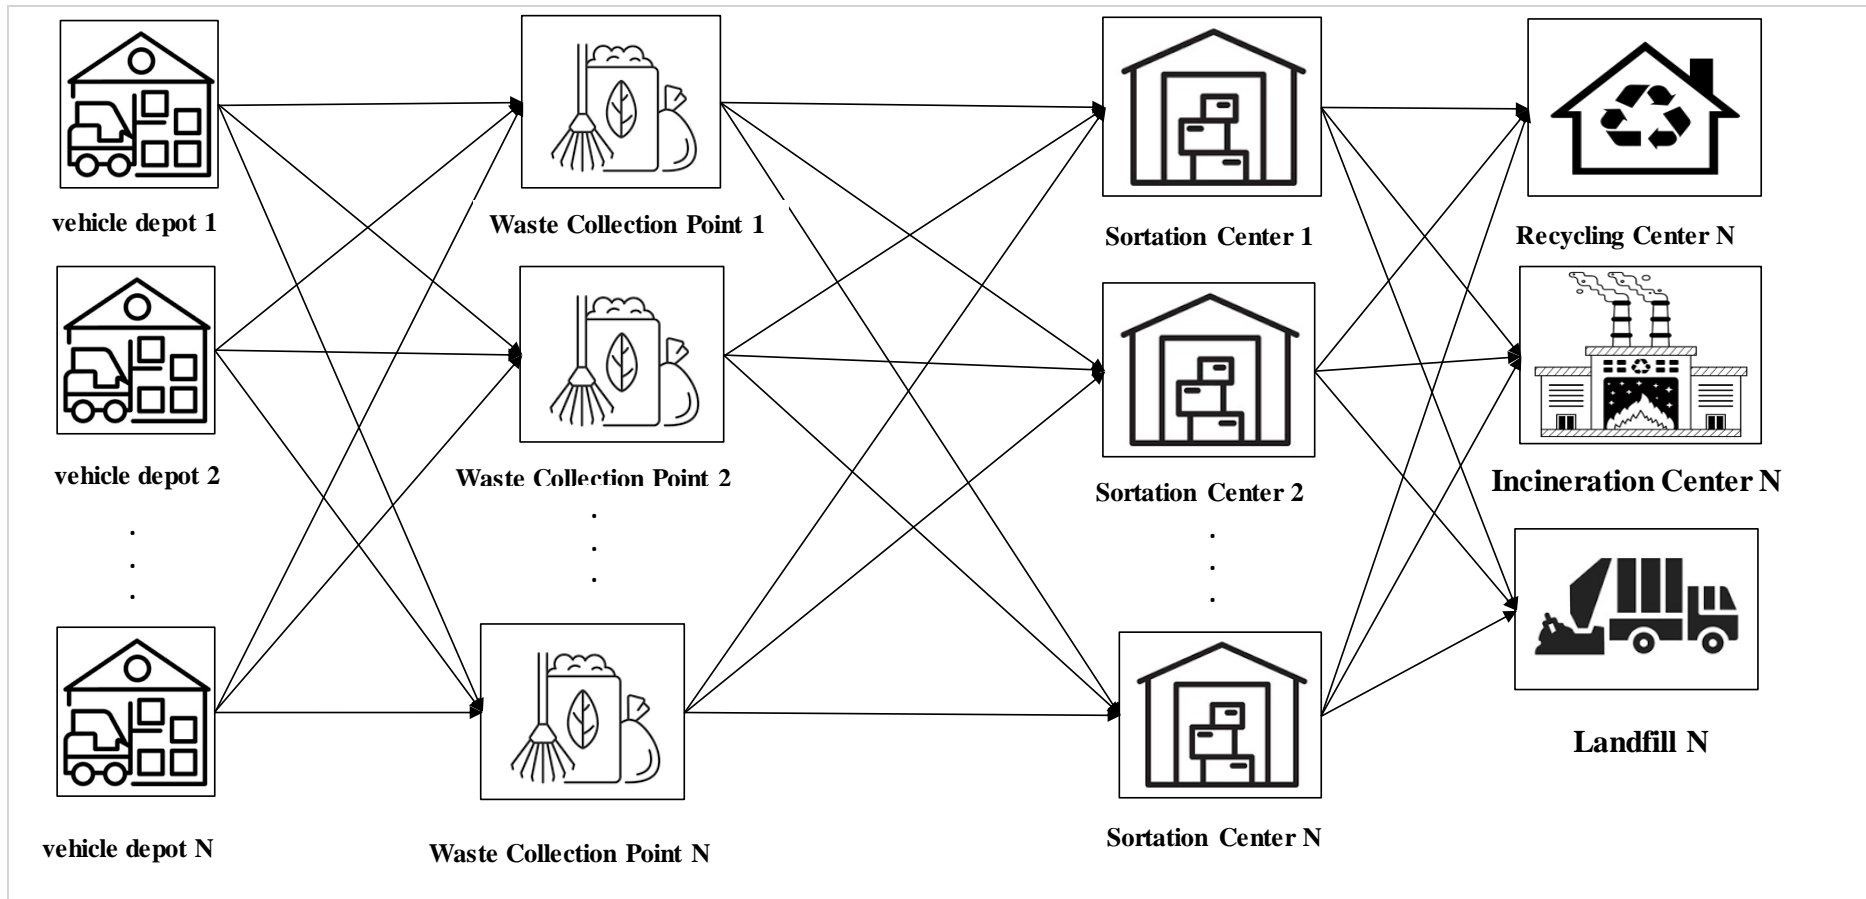 vehicle depot 1
Waste Collection Point 1
Sortation Center 1
Recycling Center N
vehicle depot 2
Waste Collection Point 2
Sortation Center 2
Incineration Center N
vehicle depot N
Waste Collection Point N
Sortation Center N
Landfill N